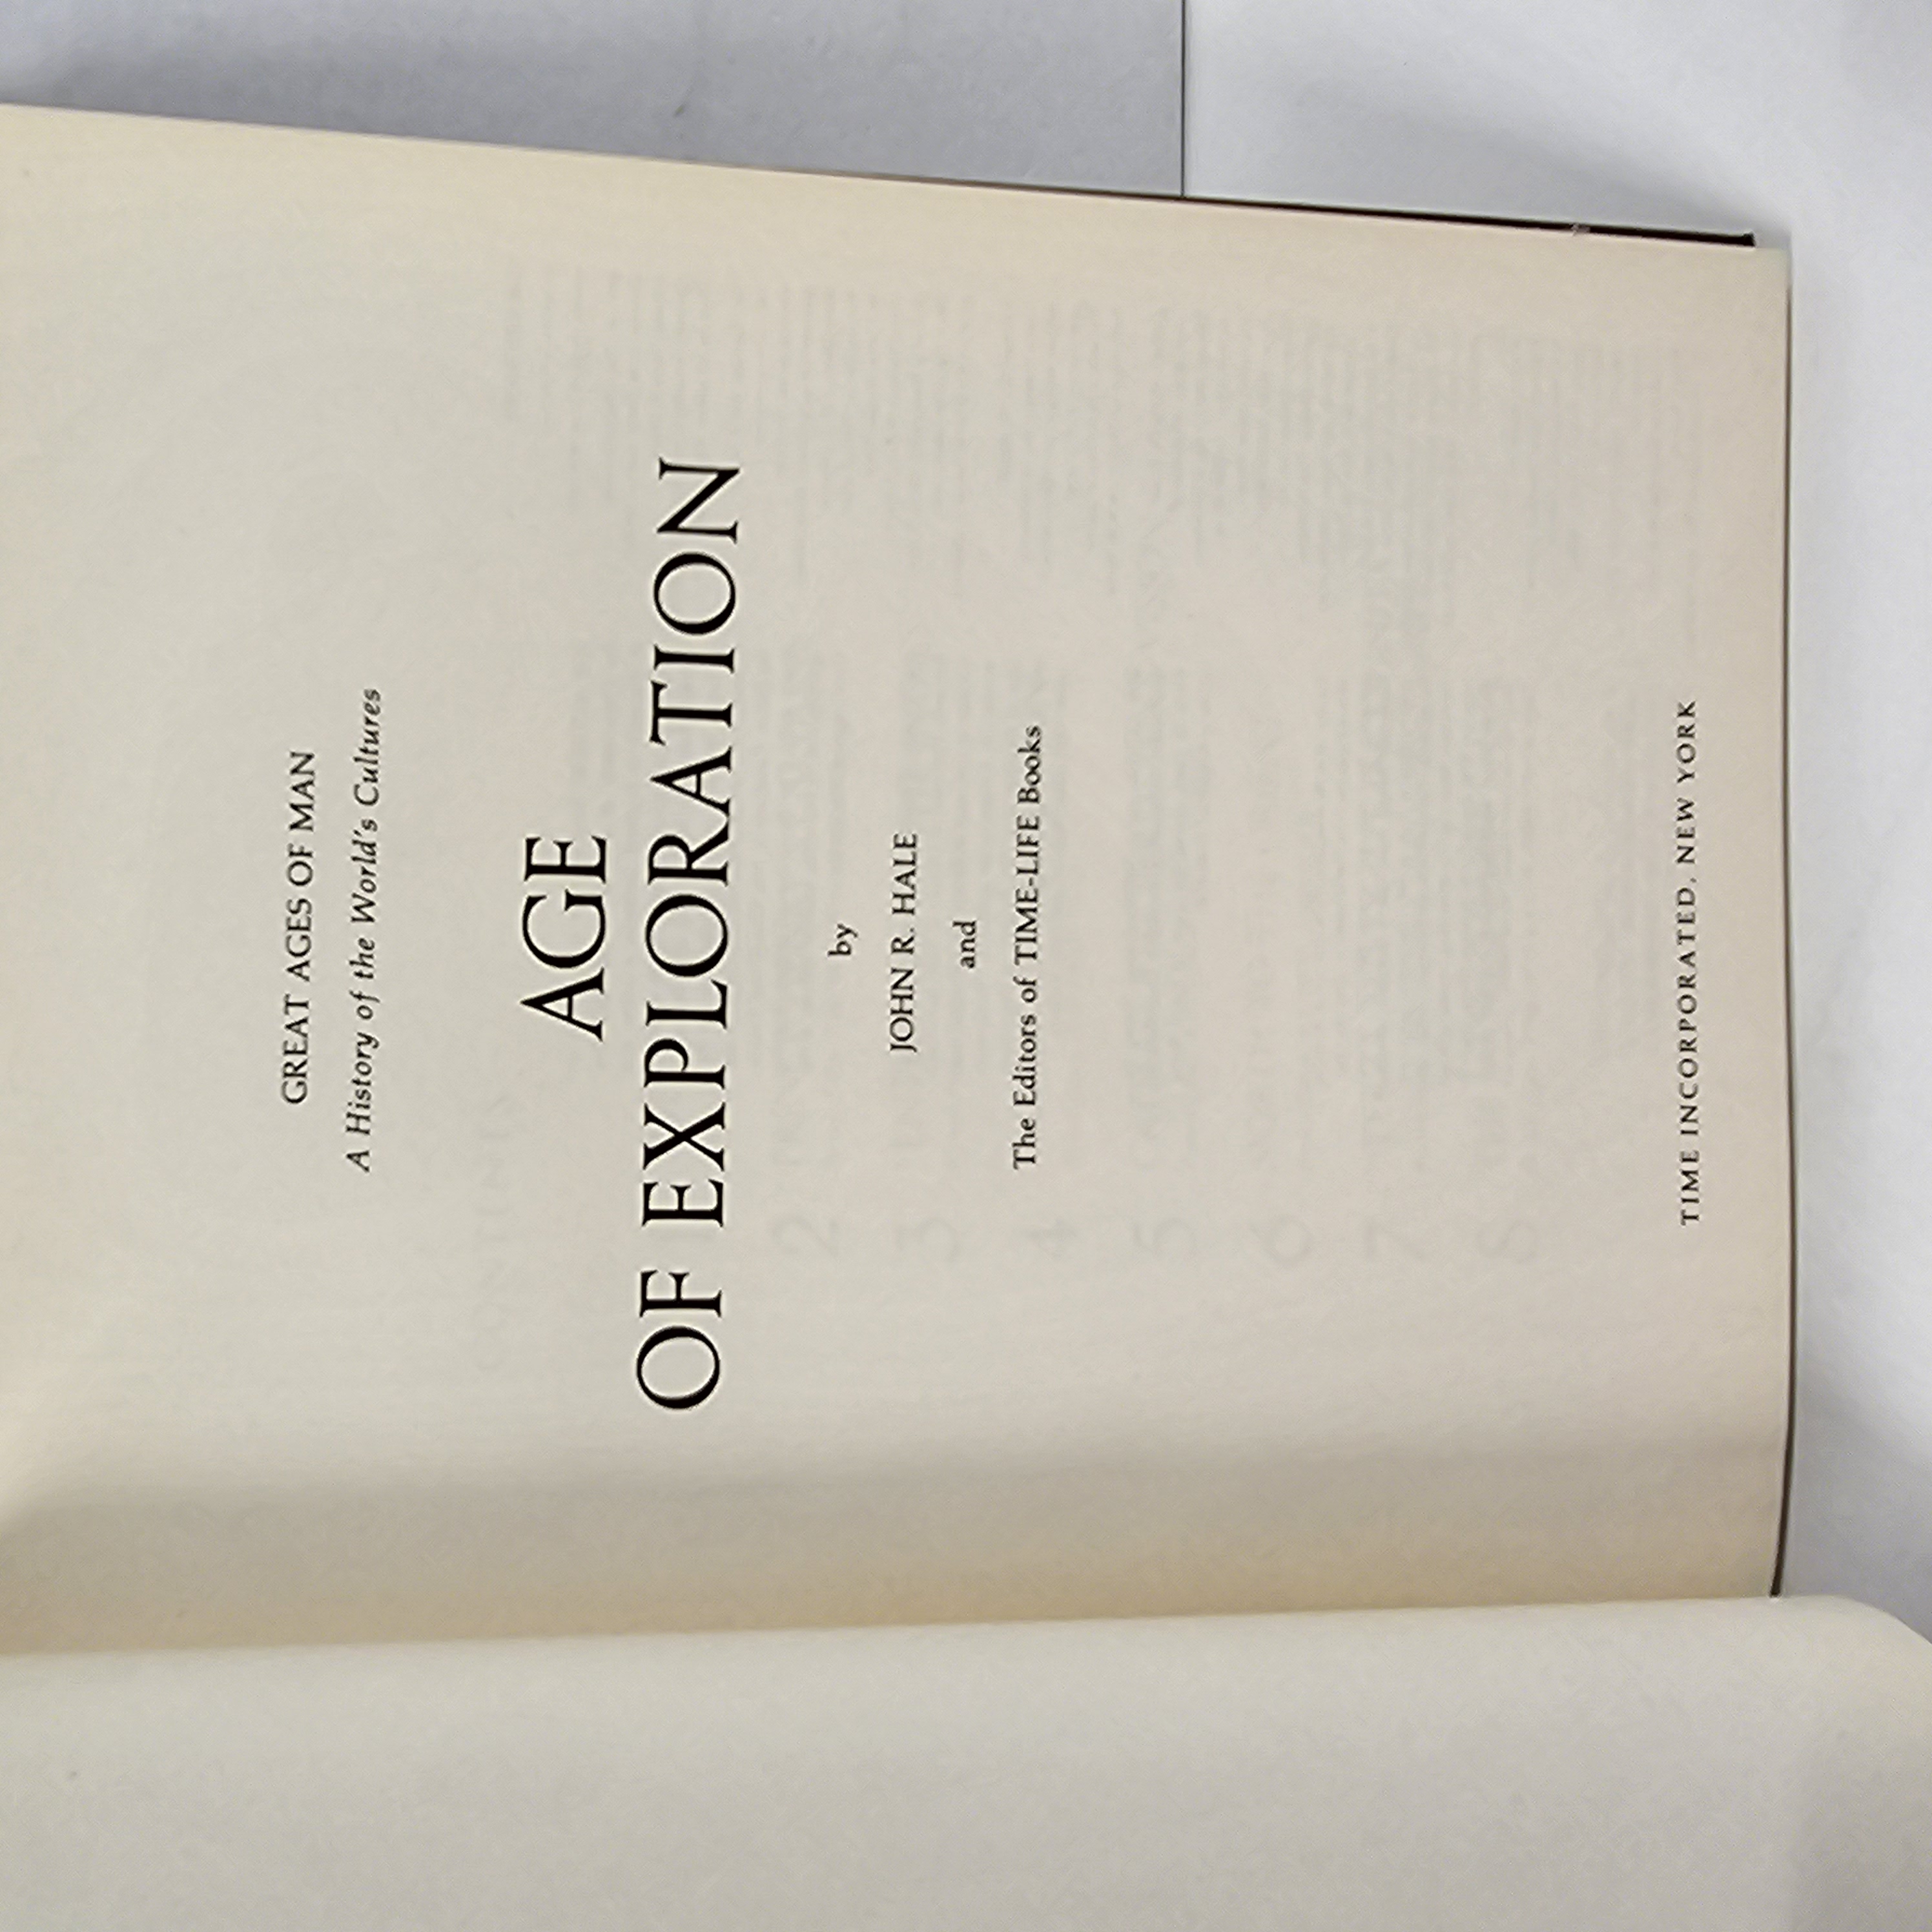 GREAT AGES OF MAN
A History of the World's Cultures
AGE
OF EXPLORATION
by
JOHN R. HALE
and
The Editors of TIME-LIFE Books
TIME INCORPORATED, NEW YORK